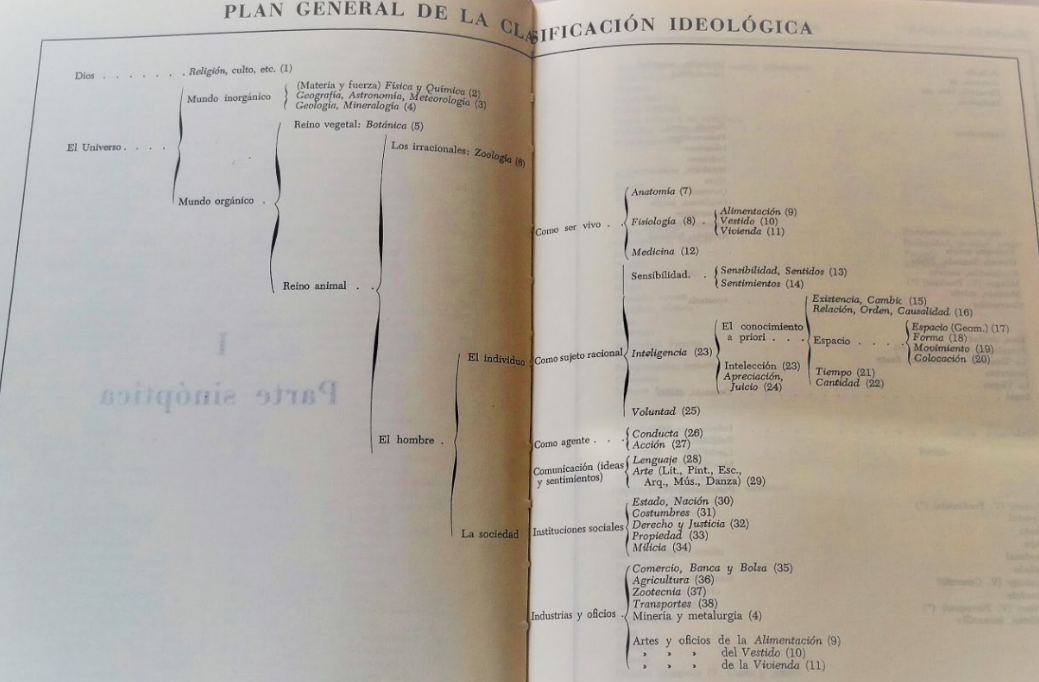 PLAN GENERAL DE LA CLASIFICACIÓN IDEOLÓGICA
Dios . . . . . . . Religión, culto, etc. (1)
El Universo. . . .
Mundo inorgánico
(Materia y fuerza) Física y Química (2)
Geografía, Astronomía, Meteorología (3)
Geología, Mineralogía (4)
Mundo orgánico .
Reino vegetal: Botánica (5)
Reino animal . .
Los irracionales: Zoología (6)
El hombre .
El individuo
Como ser vivo . .
Anatomía (7)
Fisiología (8) .
Alimentación (9)
Vestido (10)
Vivienda (11)
Medicina (12)
Como sujeto racional
Sensibilidad. .
Sensibilidad, Sentidos (13)
Sentimientos (14)
Inteligencia (23)
El conocimiento
a priori . . .
Existencia, Cambio (15)
Relación, Orden, Causalidad (16)
Espacio . . . . .
Espacio (Geom.) (17)
Forma (18)
Movimiento (19)
Colocación (20)
Tiempo (21)
Cantidad (22)
Intelección (23)
Apreciación,
Juicio (24)
Voluntad (25)
Como agente . . .
Conducta (26)
Acción (27)
La sociedad
Comunicación (ideas
y sentimientos)
Lenguaje (28)
Arte (Lit., Pint., Esc.,
Arq., Mús., Danza) (29)
Instituciones sociales
Estado, Nación (30)
Costumbres (31)
Derecho y Justicia (32)
Propiedad (33)
Milicia (34)
Industrias y oficios .
Comercio, Banca y Bolsa (35)
Agricultura (36)
Zootecnia (37)
Transportes (38)
Minería y metalurgia (4)
Artes y oficios de la Alimentación (9)
» » » del Vestido (10)
» » » de la Vivienda (11)
I
Parte sinóptica